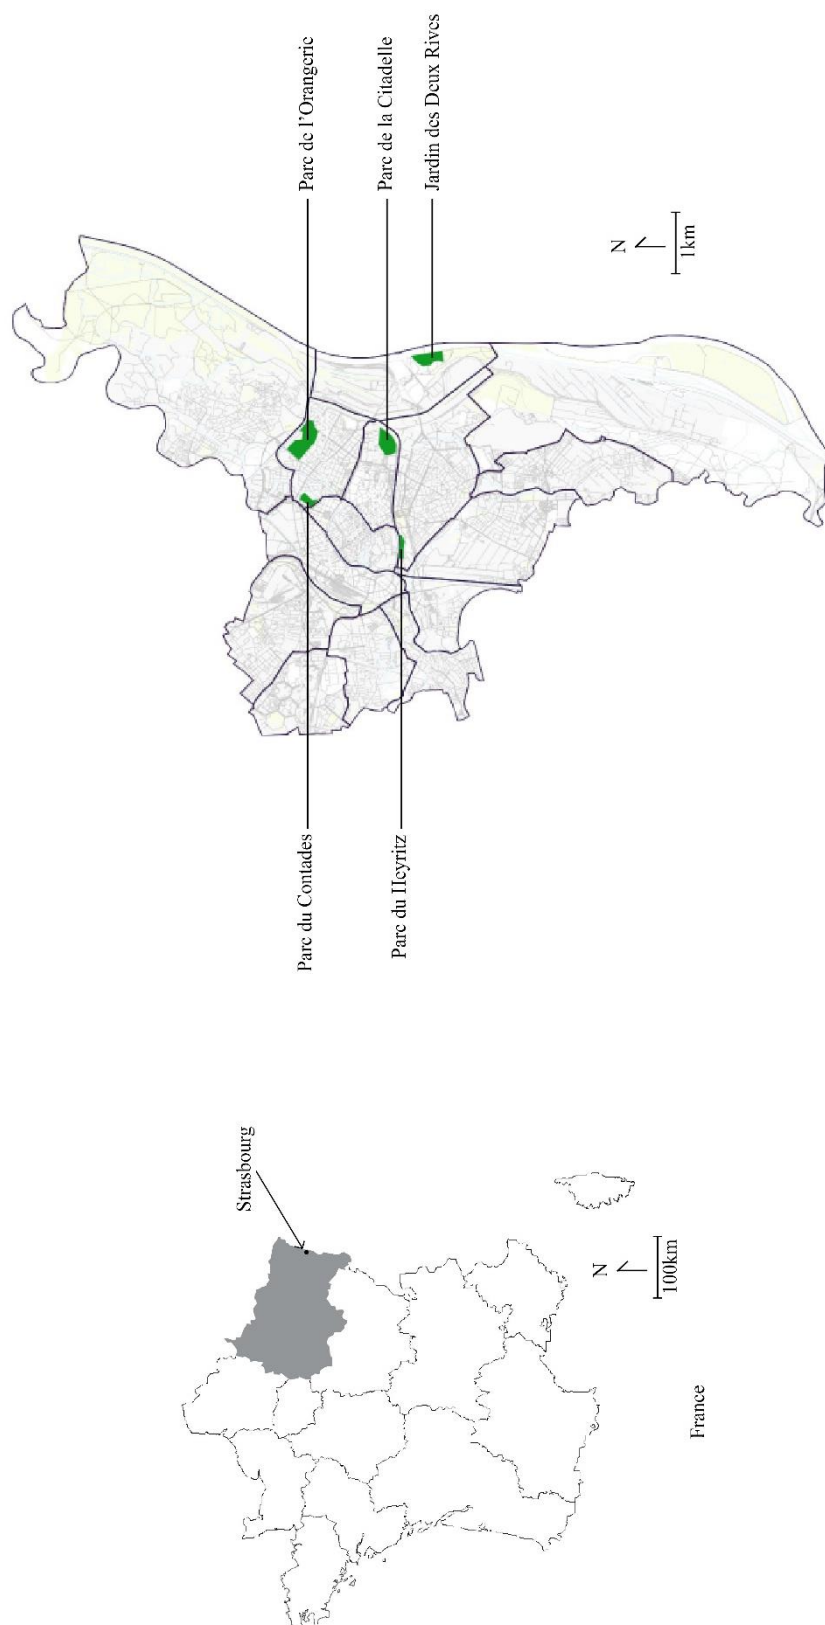 Strasbourg
N
100km
France
Parc du Contades
Parc du Heyritz
Parc de l'Orangerie
Parc de la Citadelle
Jardin des Deux Rives
N
1km